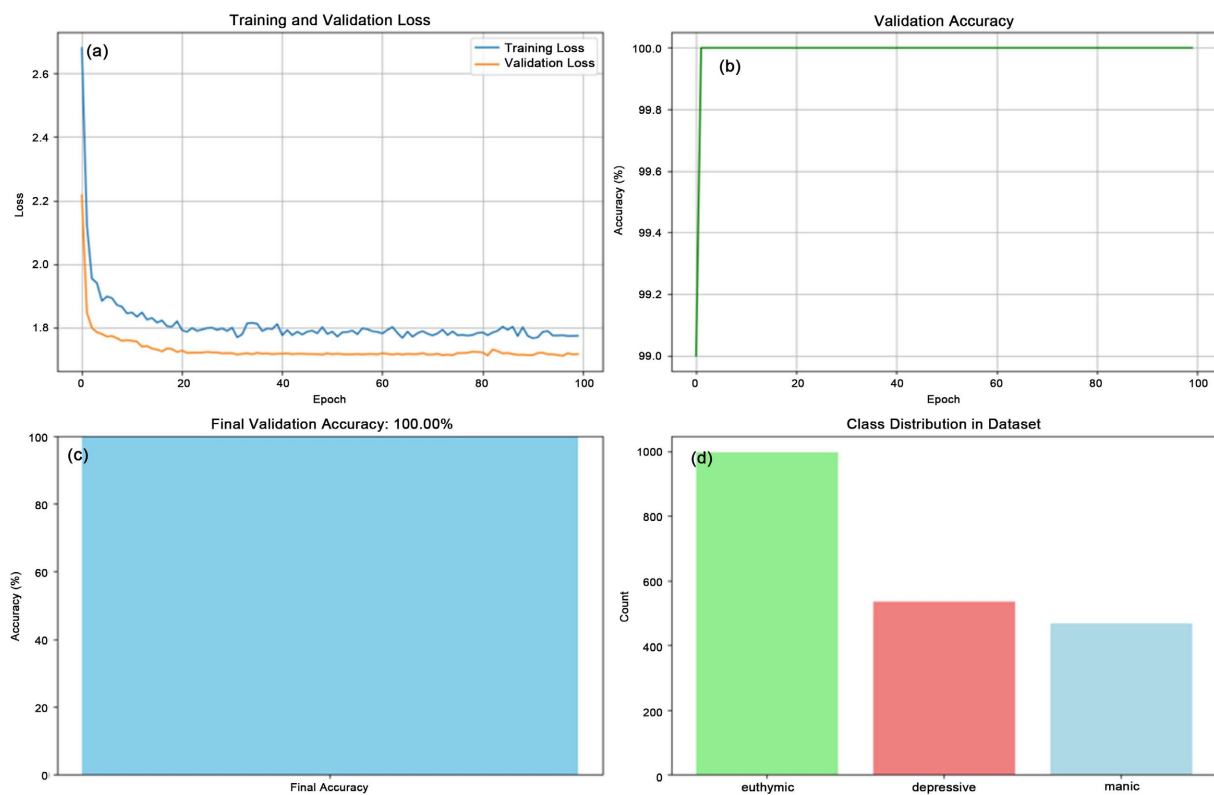 Training and Validation Loss
(a)
Training Loss
Validation Loss
2.6
2.4
2.2
2.0
1.8
Loss
0 20 40 60 80 100
Epoch
Validation Accuracy
(b)
100.0
99.8
99.6
99.4
99.2
99.0
Accuracy (%)
0 20 40 60 80 100
Epoch
Final Validation Accuracy: 100.00%
(c)
100
80
60
40
20
0
Accuracy (%)
Final Accuracy
Class Distribution in Dataset
(d)
1000
800
600
400
200
0
Count
euthymic depressive manic